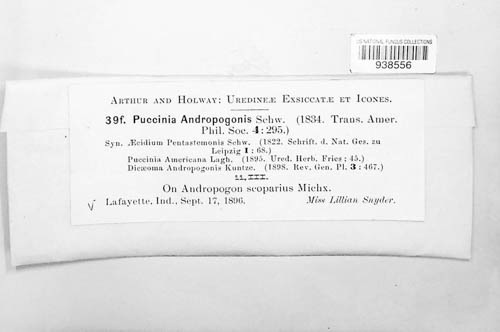 US NATIONAL FUNGUS COLLECTIONS
938556
Arthur and Holway: Uredineæ Exsiccatæ et Icones.
39f. Puccinia Andropogonis Schw. (1834. Trans. Amer.
Phil. Soc. 4: 295.)
Syn. Æcidium Pentastemonis Schw. (1822. Schrift. d. Nat. Ges. zu
Leipzig 1: 68.)
Puccinia Americana Lagh. (1895. Ured. Herb. Fries; 45.)
Dicæoma Andropogonis Kuntze. (1898. Rev. Gen. Pl. 3: 467.)
II.III.
On Andropogon scoparius Michx.
Lafayette, Ind., Sept. 17, 1896. Miss Lillian Snyder.